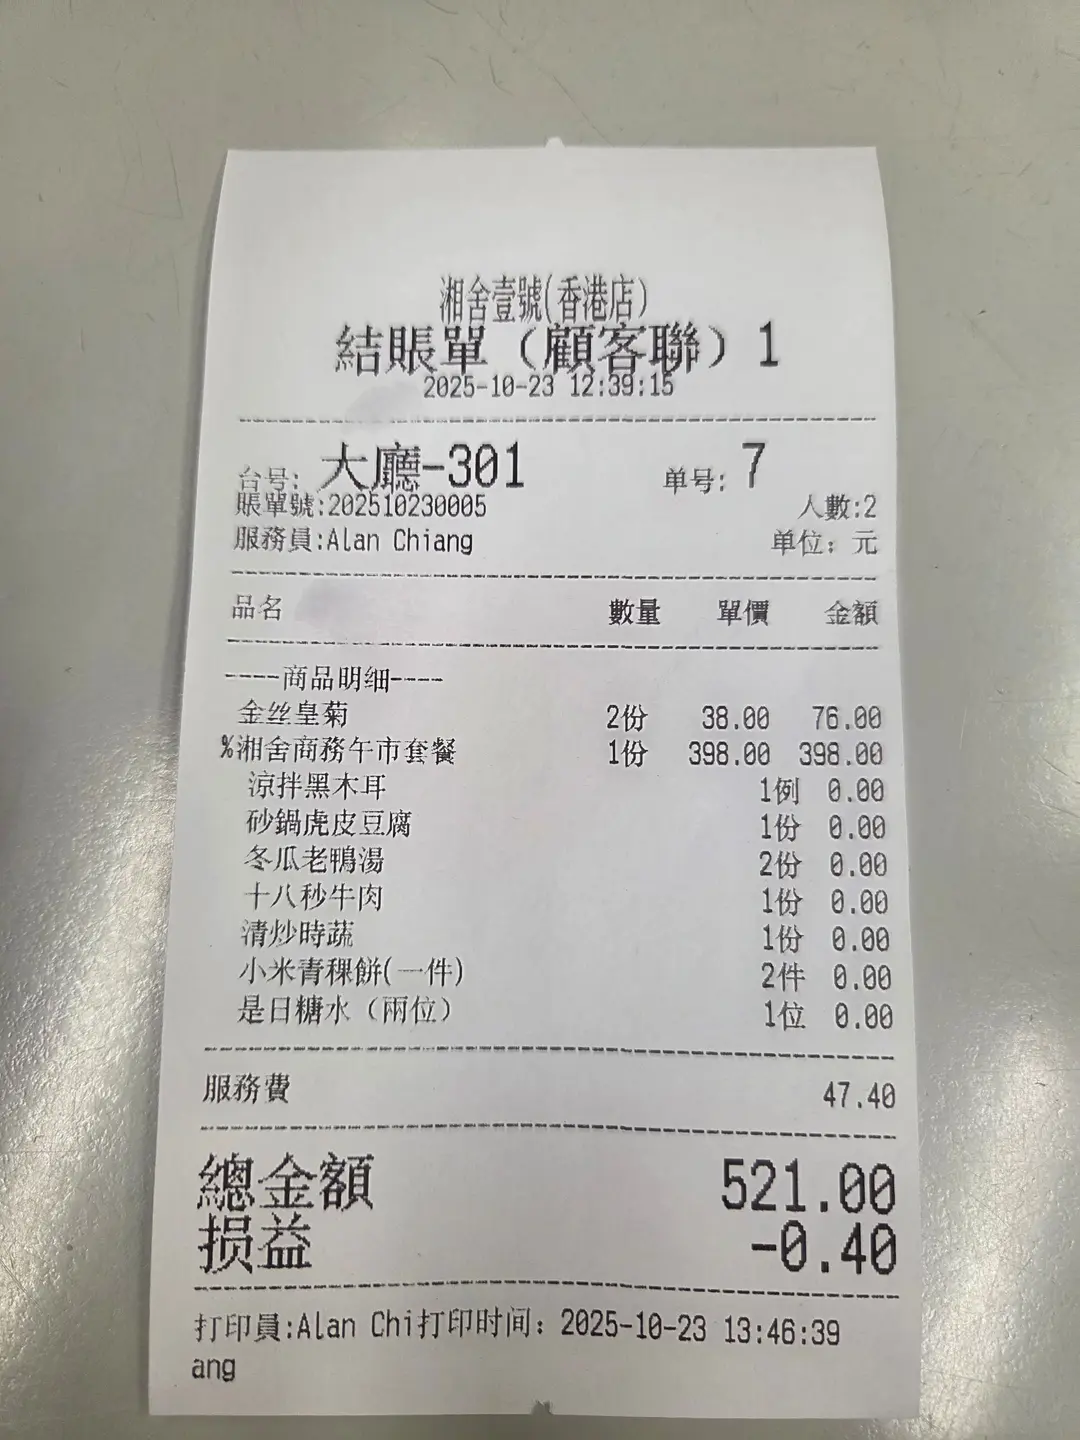 湘舍壹號(香港店)
結賬單（顧客聯）1
2025-10-23 12:39:15
台号: 大廳-301 单号: 7
賬單號:202510230005 人數:2
服務員:Alan Chiang 单位: 元
品名 數量 單價 金額
----商品明细----
金丝皇菊 2份 38.00 76.00
%湘舍商務午市套餐 1份 398.00 398.00
涼拌黑木耳 1例 0.00
砂鍋虎皮豆腐 1份 0.00
冬瓜老鴨湯 2份 0.00
十八秒牛肉 1份 0.00
清炒時蔬 1份 0.00
小米青稞餅(一件) 2件 0.00
是日糖水（兩位） 1位 0.00
服務費 47.40
總金額 521.00
损益 -0.40
打印員:Alan Chi打印时间: 2025-10-23 13:46:39
ang